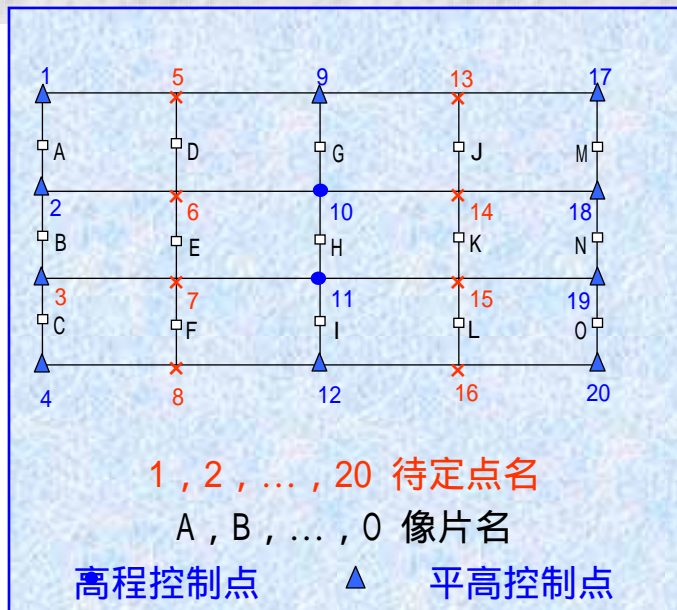 1 5 9 13 17
A D G J M
2 6 10 14 18
B E H K N
3 7 11 15 19
C F I L O
4 8 12 16 20
1 , 2 , … , 20 待定点名
A , B , … , O 像片名
高程控制点 平高控制点